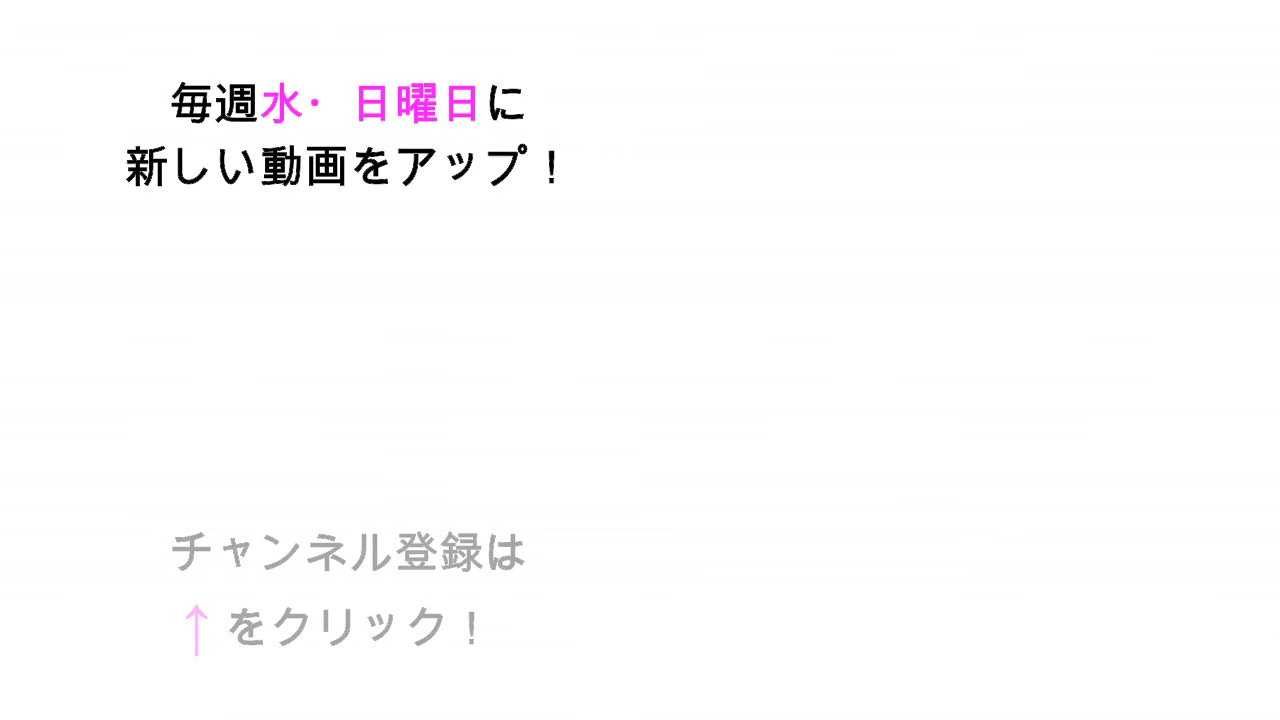 毎週水・日曜日に
新しい動画をアップ！
チャンネル登録は
↑をクリック！